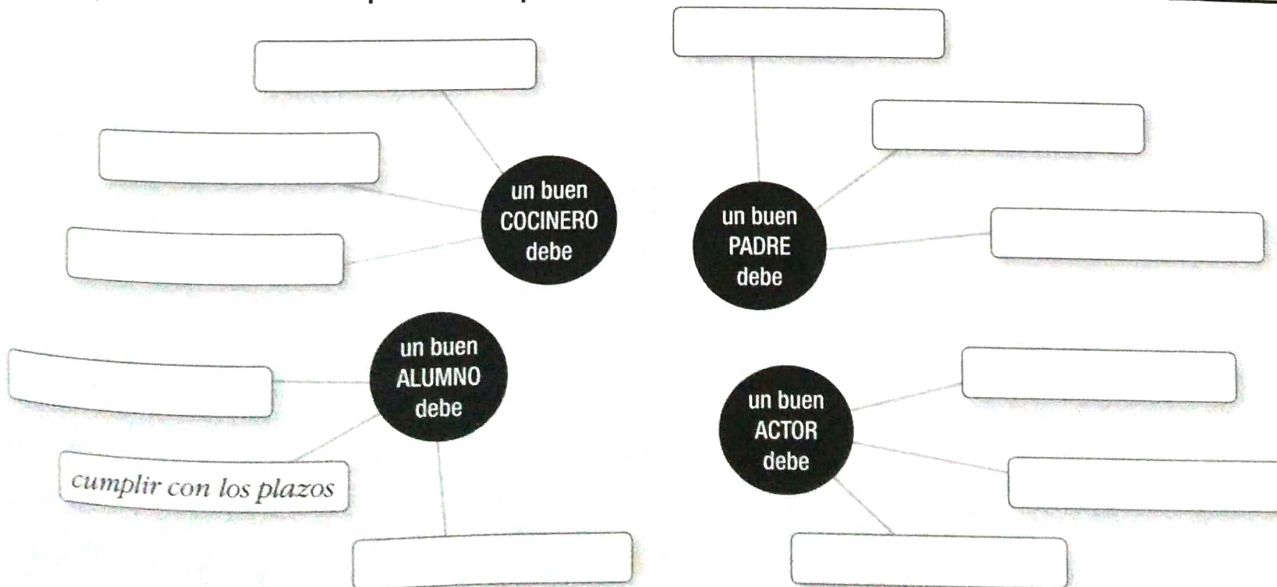 un buen
COCINERO
debe
un buen
PADRE
debe
un buen
ALUMNO
debe
cumplir con los plazos
un buen
ACTOR
debe